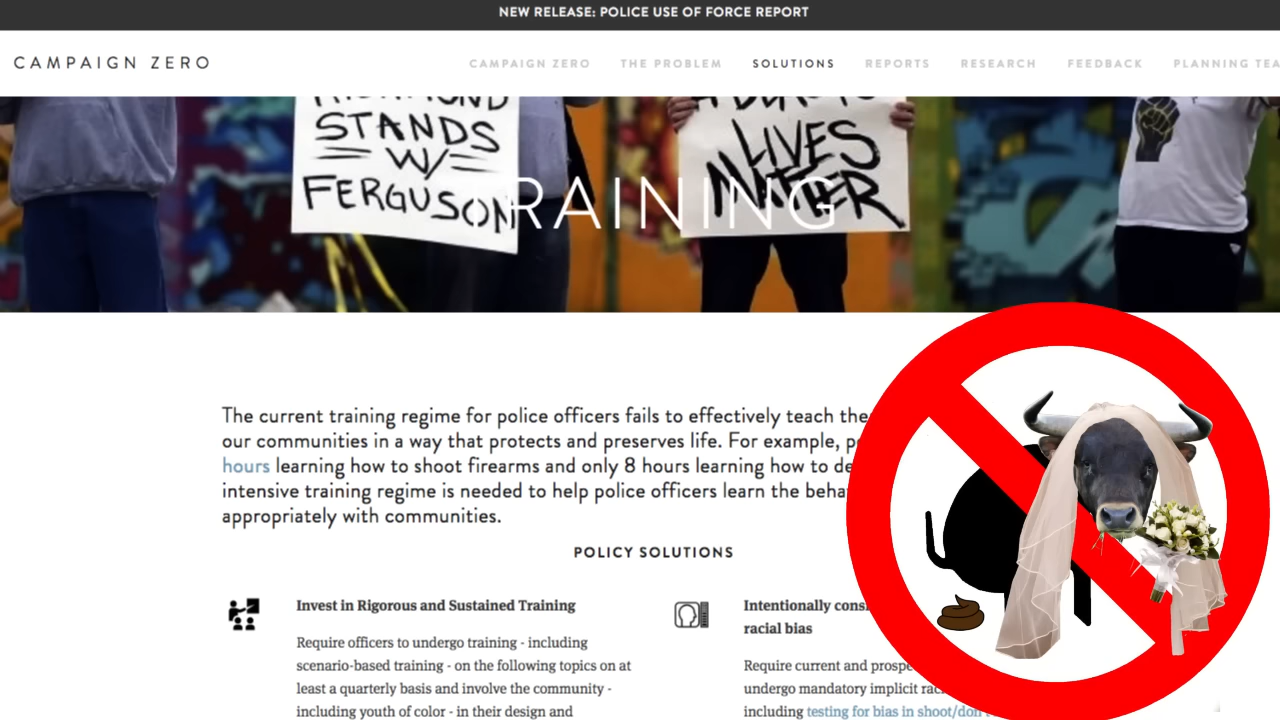 NEW RELEASE: POLICE USE OF FORCE REPORT
CAMPAIGN ZERO
CAMPAIGN ZERO THE PROBLEM SOLUTIONS REPORTS RESEARCH FEEDBACK PLANNING
STANDS
W/
FERGUSON
LIVES
MATTER
TRAINING
The current training regime for police officers fails to effectively teach
our communities in a way that protects and preserves life. For example,
hours learning how to shoot firearms and only 8 hours learning how to
intensive training regime is needed to help police officers learn the
appropriately with communities.
POLICY SOLUTIONS
Invest in Rigorous and Sustained Training
Require officers to undergo training - including
scenario-based training - on the following topics on at
least a quarterly basis and involve the community -
including youth of color - in their design and
Intentionally
racial bias
Require current and
undergo mandatory implicit
including testing for bias in shoot/don't